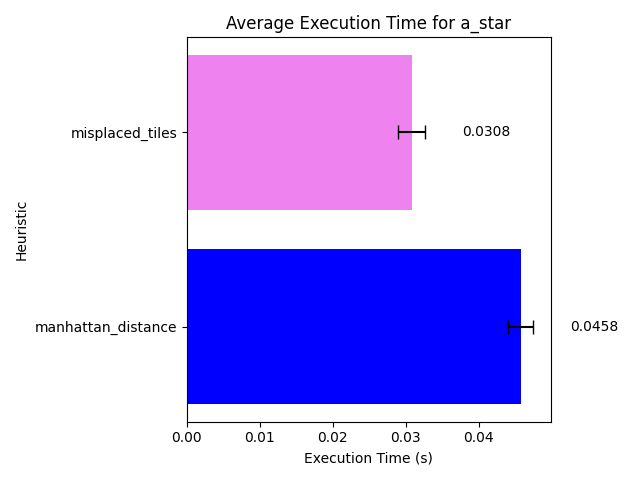 Average Execution Time for a_star
misplaced_tiles
0.0308
Heuristic
manhattan_distance
0.0458
0.00 0.01 0.02 0.03 0.04
Execution Time (s)